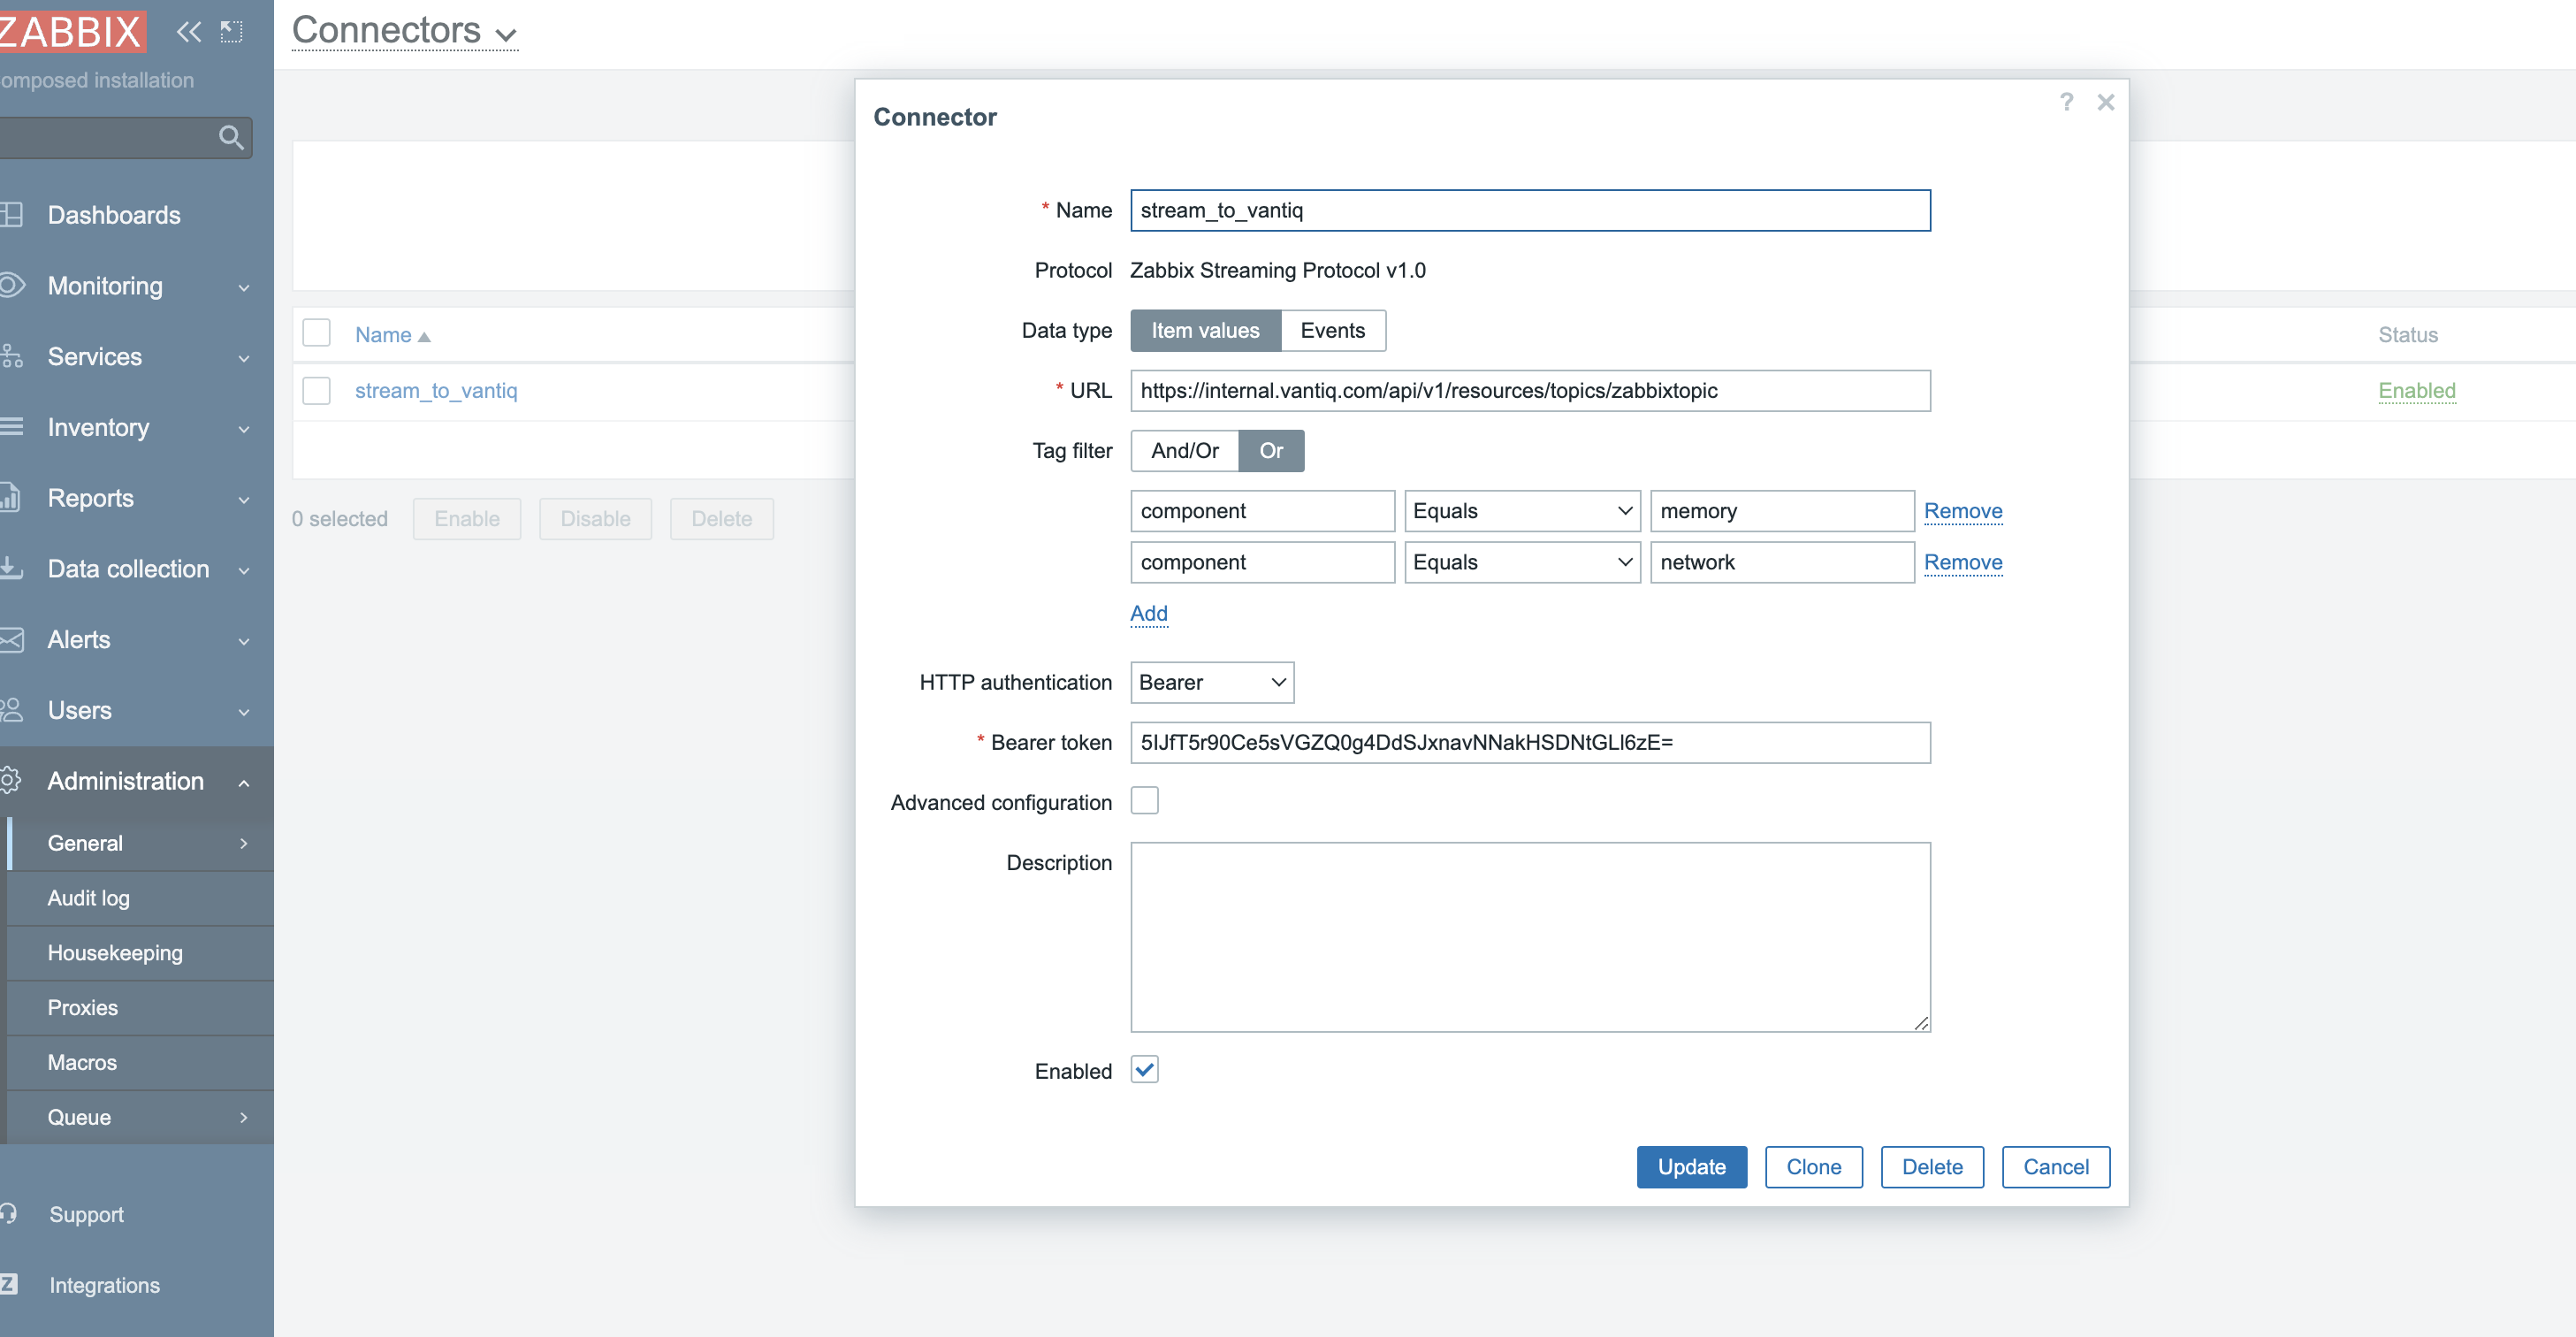 ZABBIX
omposed installation
Dashboards
Monitoring
Services
Inventory
Reports
Data collection
Alerts
Users
Administration
General
Audit log
Housekeeping
Proxies
Macros
Queue
Support
Z Integrations
Connectors
Name
Status
stream_to_vantiq
Enabled
0 selected Enable Disable Delete
Connector
? ×
* Name stream_to_vantiq
Protocol Zabbix Streaming Protocol v1.0
Data type Item values Events
* URL https://internal.vantiq.com/api/v1/resources/topics/zabbixtopic
Tag filter And/Or Or
component Equals memory Remove
component Equals network Remove
Add
HTTP authentication Bearer
* Bearer token 5IJfT5r90Ce5sVGZQ0g4DdSJxnavNNakHSDNtGLl6zE=
Advanced configuration
Description
Enabled
Update Clone Delete Cancel